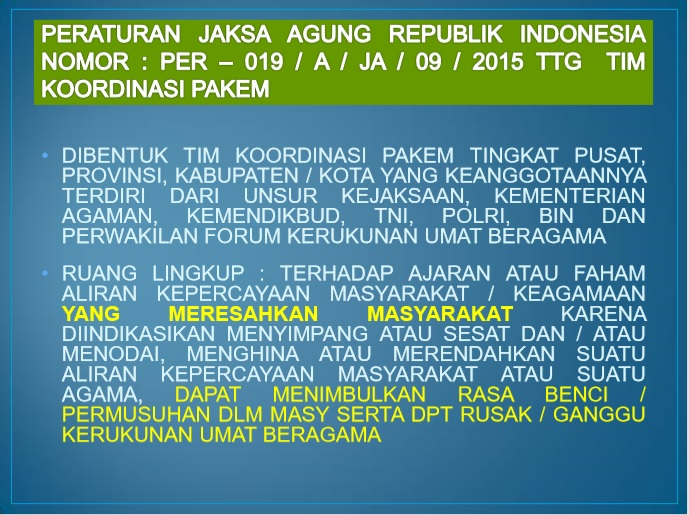 PERATURAN JAKSA AGUNG REPUBLIK INDONESIA
NOMOR : PER – 019 / A / JA / 09 / 2015 TTG TIM
KOORDINASI PAKEM
• DIBENTUK TIM KOORDINASI PAKEM TINGKAT PUSAT,
PROVINSI, KABUPATEN / KOTA YANG KEANGGOTAANNYA
TERDIRI DARI UNSUR KEJAKSAAN, KEMENTERIAN
AGAMAN, KEMENDIKBUD, TNI, POLRI, BIN DAN
PERWAKILAN FORUM KERUKUNAN UMAT BERAGAMA
• RUANG LINGKUP : TERHADAP AJARAN ATAU FAHAM
ALIRAN KEPERCAYAAN MASYARAKAT / KEAGAMAAN
YANG MERESAHKAN MASYARAKAT KARENA
DIINDIKASIKAN MENYIMPANG ATAU SESAT DAN / ATAU
MENODAI, MENGHINA ATAU MERENDAHKAN SUATU
ALIRAN KEPERCAYAAN MASYARAKAT ATAU SUATU
AGAMA, DAPAT MENIMBULKAN RASA BENCI /
PERMUSUHAN DLM MASY SERTA DPT RUSAK / GANGGU
KERUKUNAN UMAT BERAGAMA